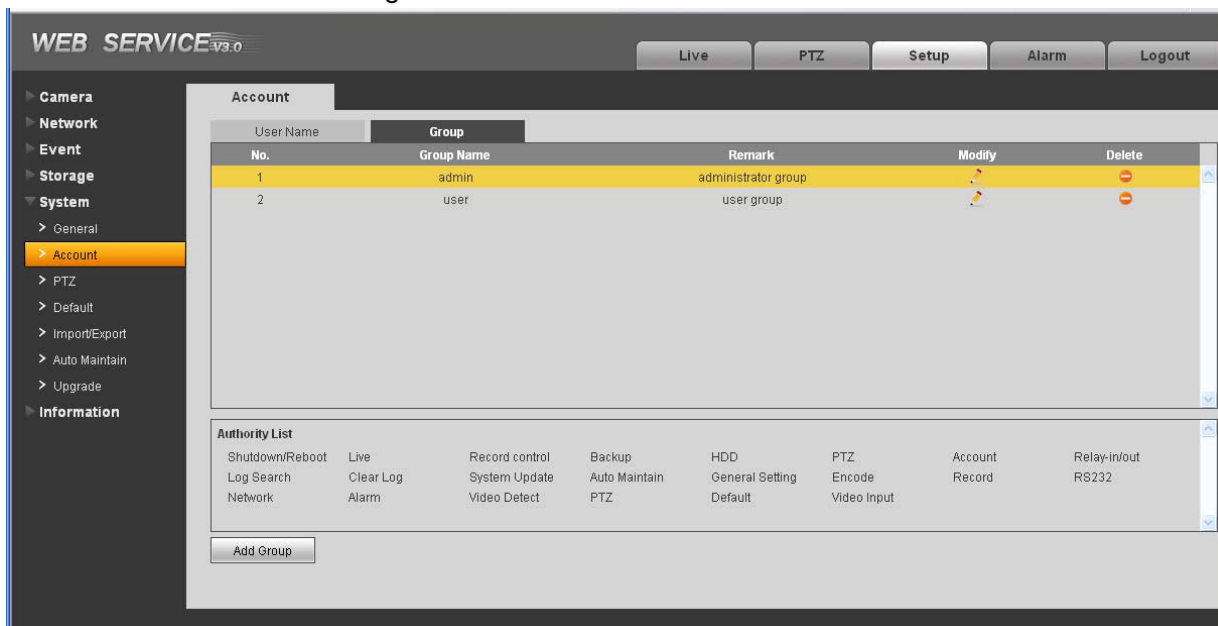 WEB SERVICE V3.0
Live PTZ Setup Alarm Logout
Camera
Network
Event
Storage
System
> General
> Account
> PTZ
> Default
> Import/Export
> Auto Maintain
> Upgrade
Information
Account
User Name Group
No. Group Name Remark Modify Delete
1 admin administrator group
2 user user group
Authority List
Shutdown/Reboot Live Record control Backup HDD PTZ Account Relay-in/out
Log Search Clear Log System Update Auto Maintain General Setting Encode Record RS232
Network Alarm Video Detect PTZ Default Video Input
Add Group